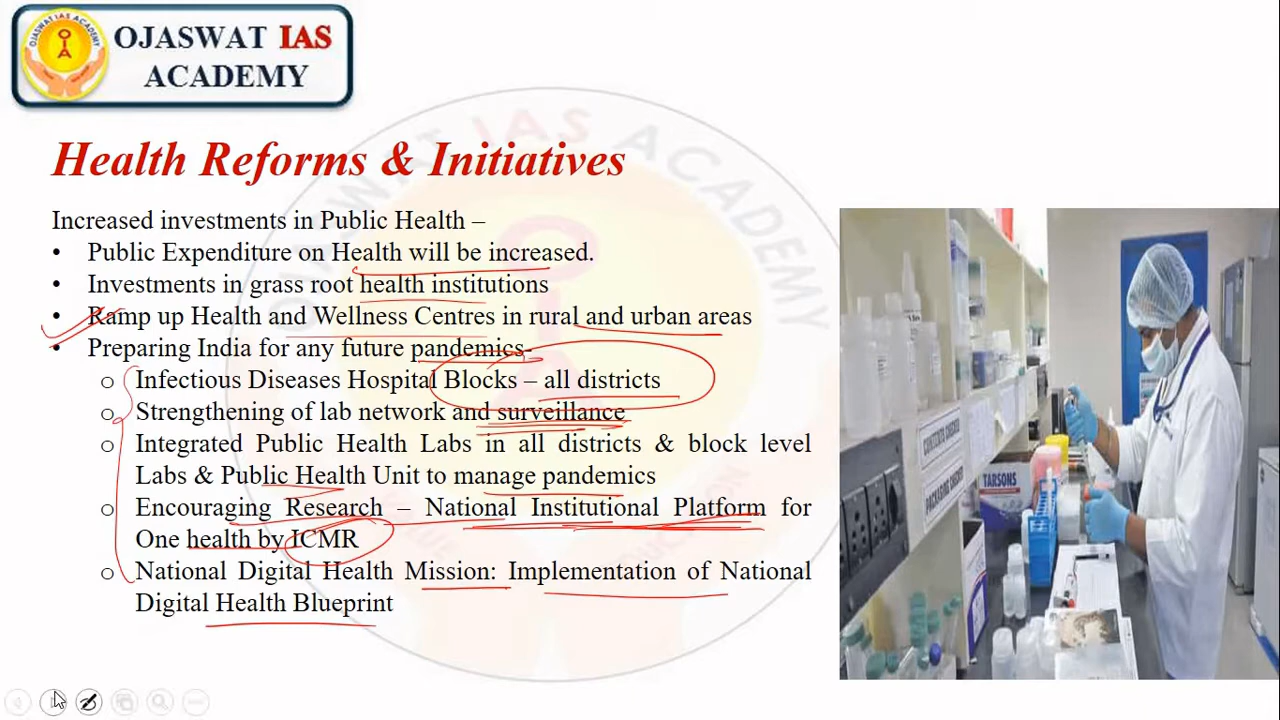 OJASWAT IAS
ACADEMY
OJASWAT IAS ACADEMY
Health Reforms & Initiatives
Increased investments in Public Health –
• Public Expenditure on Health will be increased.
• Investments in grass root health institutions
• Ramp up Health and Wellness Centres in rural and urban areas
• Preparing India for any future pandemics-
o Infectious Diseases Hospital Blocks – all districts
o Strengthening of lab network and surveillance
o Integrated Public Health Labs in all districts & block level
Labs & Public Health Unit to manage pandemics
o Encouraging Research – National Institutional Platform for
One health by ICMR
o National Digital Health Mission: Implementation of National
Digital Health Blueprint
TARSONS